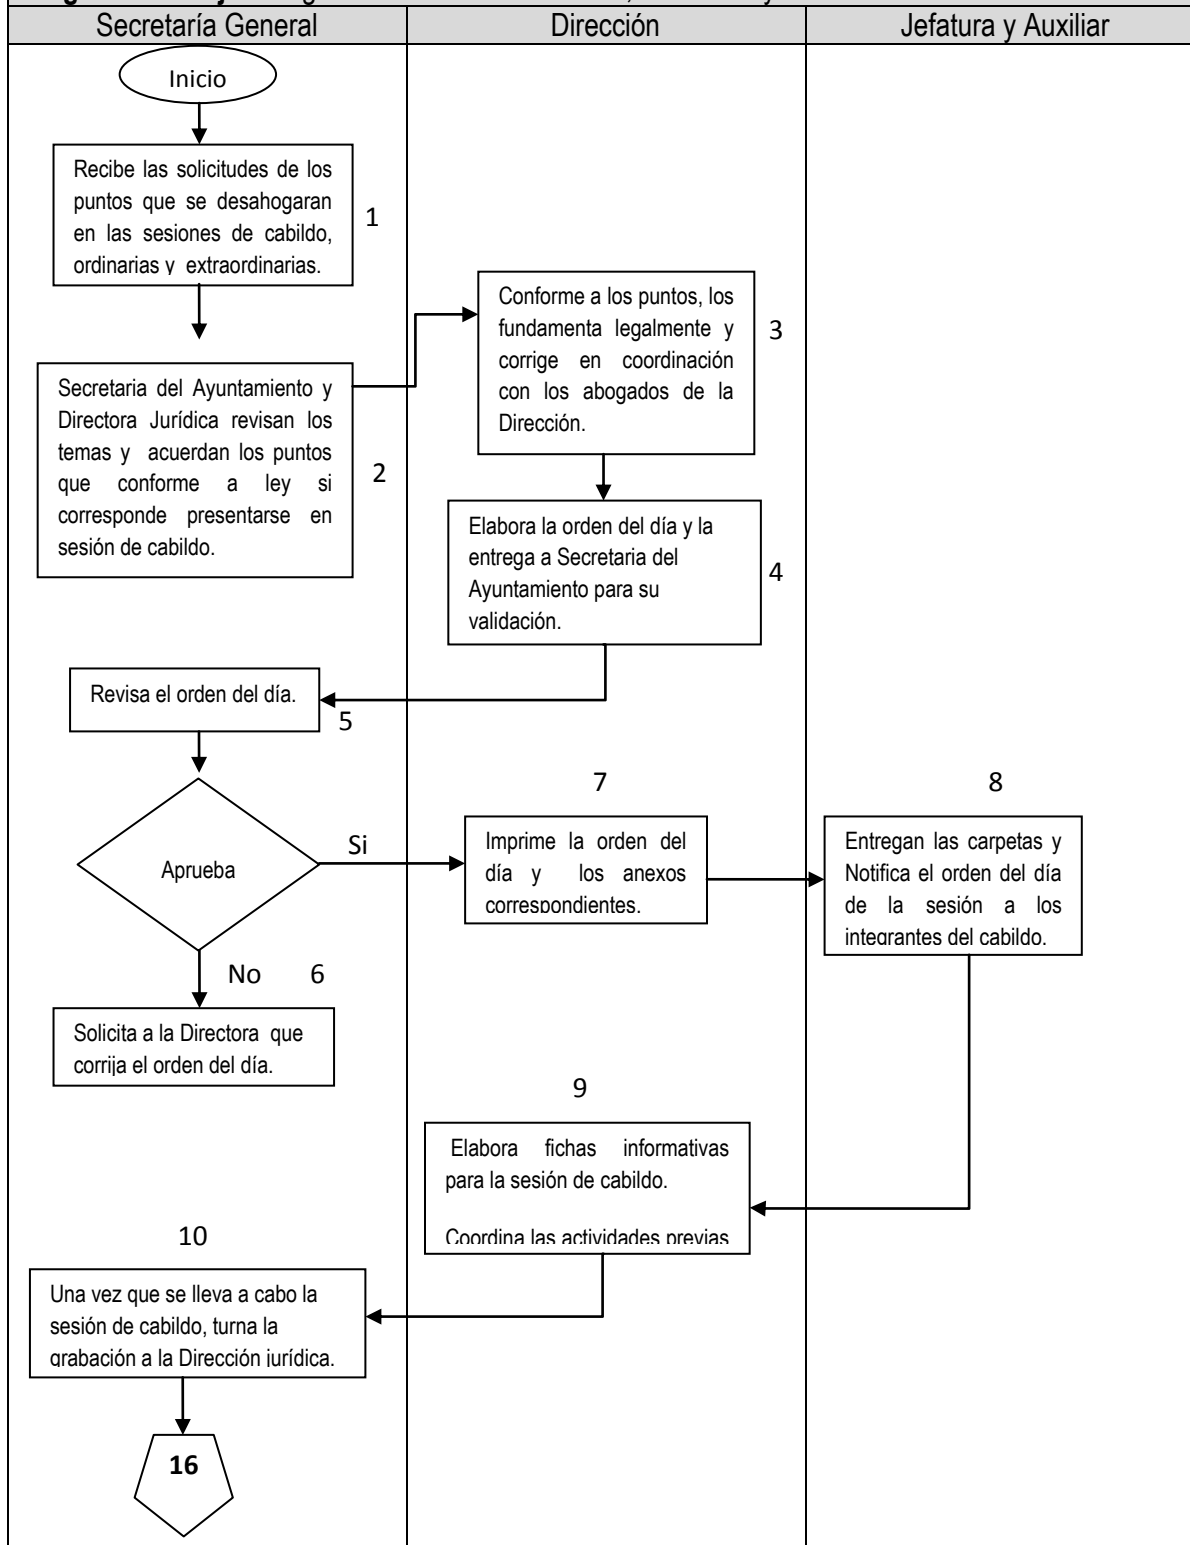 Secretaría General
Dirección
Jefatura y Auxiliar
Inicio
Recibe las solicitudes de los
puntos que se desahogaran
en las sesiones de cabildo,
ordinarias y extraordinarias.
1
Secretaria del Ayuntamiento y
Directora Jurídica revisan los
temas y acuerdan los puntos
que conforme a ley si
corresponde presentarse en
sesión de cabildo.
2
Conforme a los puntos, los
fundamenta legalmente y
corrige en coordinación
con los abogados de la
Dirección.
3
Elabora la orden del día y la
entrega a Secretaria del
Ayuntamiento para su
validación.
4
Revisa el orden del día.
5
Aprueba
Si
No
6
Solicita a la Directora que
corrija el orden del día.
7
Imprime la orden del
día y los anexos
correspondientes.
8
Entregan las carpetas y
Notifica el orden del día
de la sesión a los
integrantes del cabildo.
9
Elabora fichas informativas
para la sesión de cabildo.
Coordina las actividades previas
10
Una vez que se lleva a cabo la
sesión de cabildo, turna la
grabación a la Dirección jurídica.
16